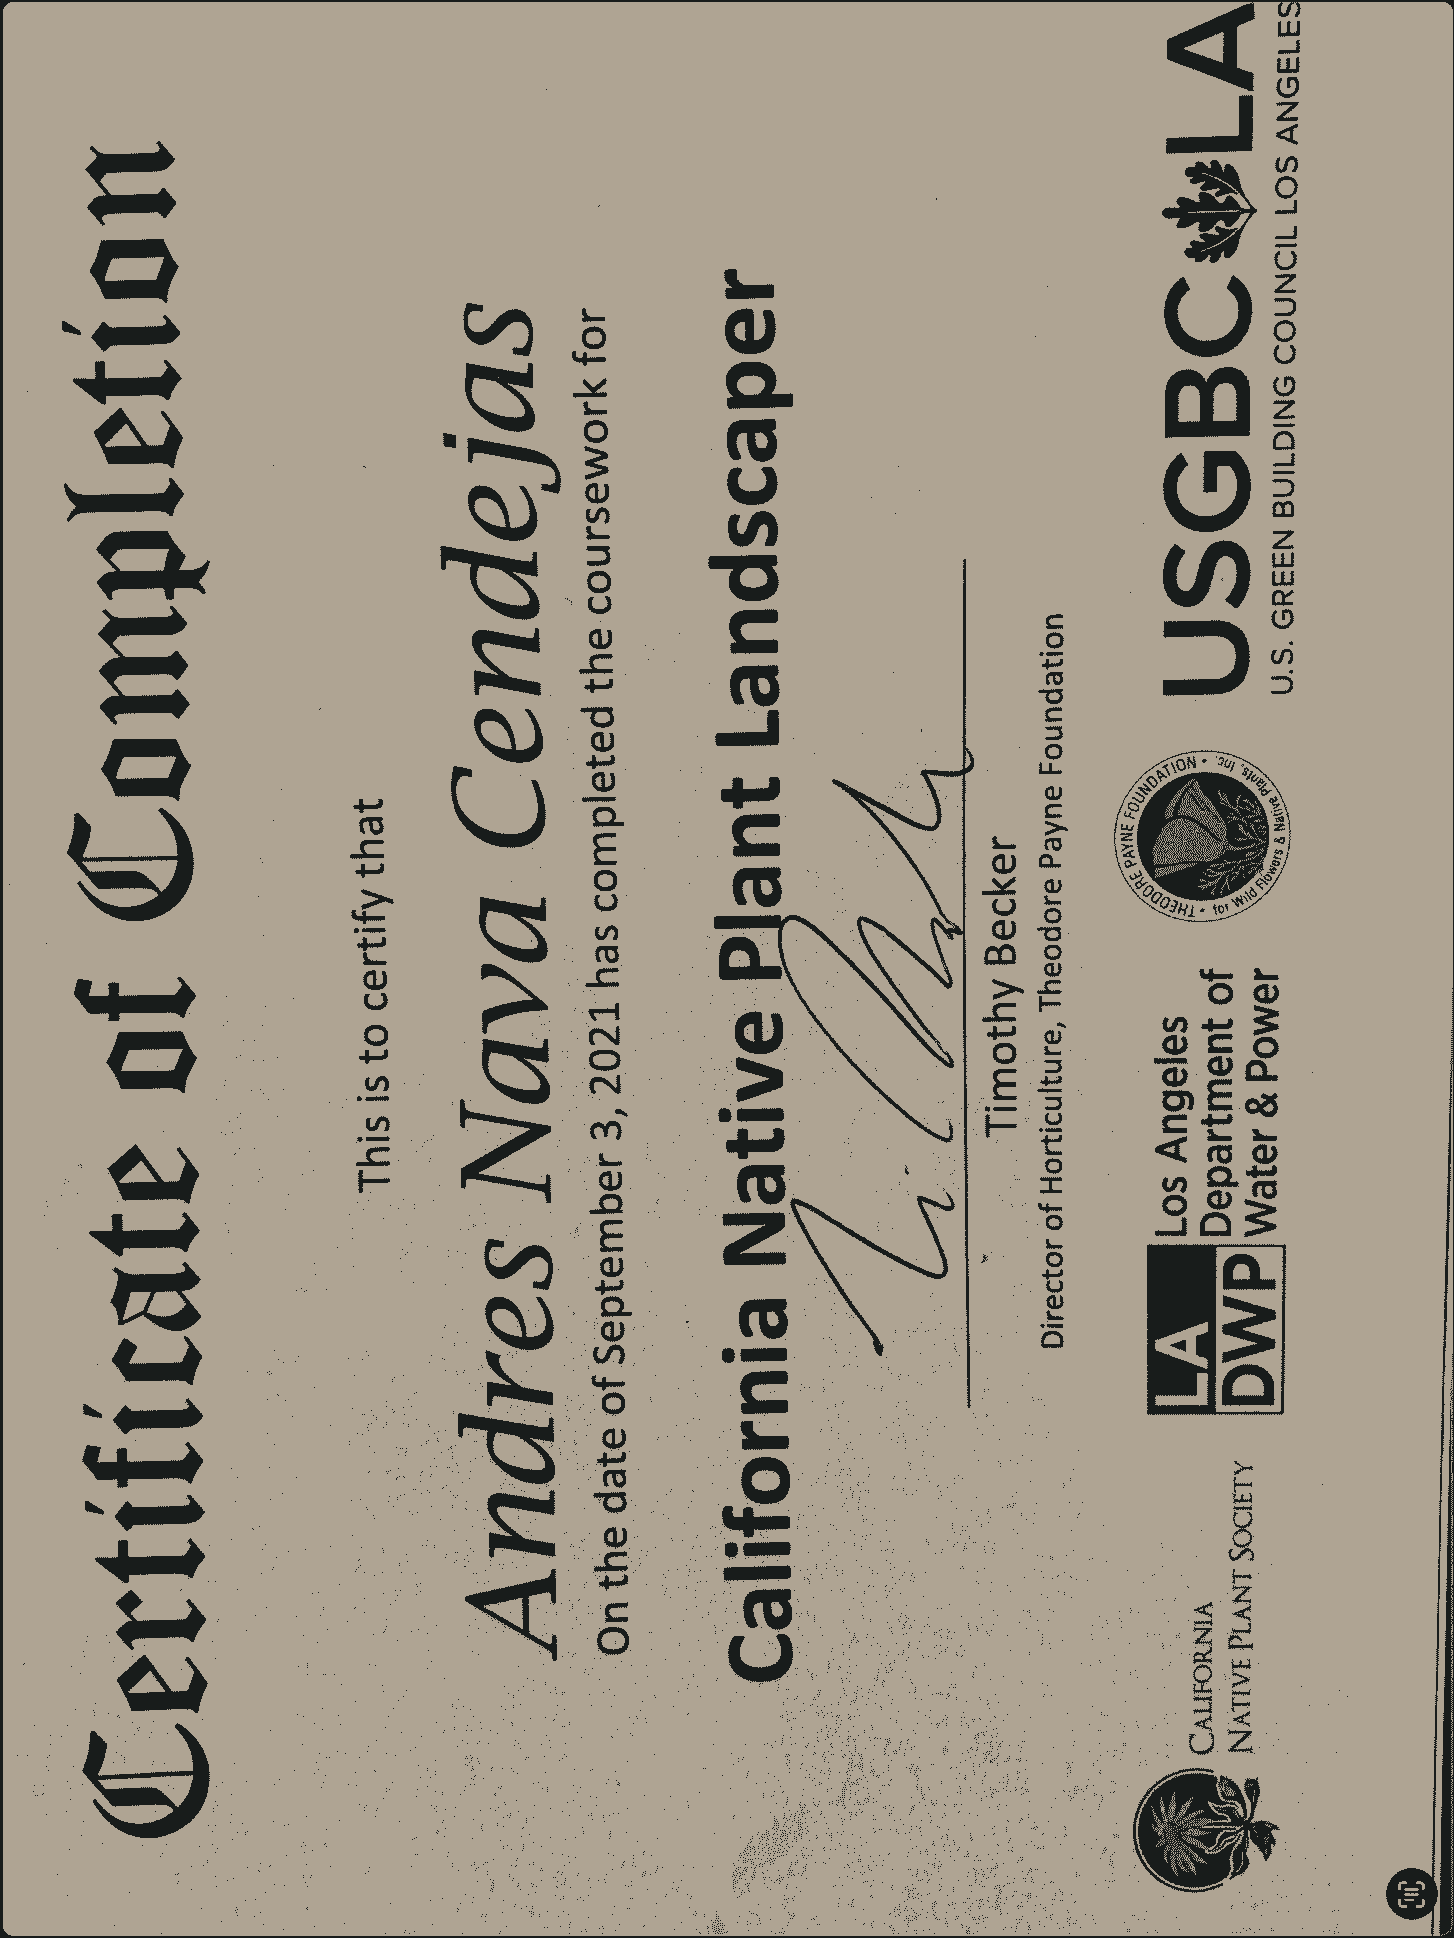 Certificate of Completion
This is to certify that
Andres Nava Cendejas
On the date of September 3, 2021 has completed the coursework for
California Native Plant Landscaper
Timothy Becker
Director of Horticulture, Theodore Payne Foundation
CALIFORNIA
NATIVE PLANT SOCIETY
LA
DWP
Los Angeles
Department of
Water & Power
THEODORE PAYNE FOUNDATION
for Wild Flowers & Native Plants, Inc.
USGBC LA
U.S. GREEN BUILDING COUNCIL LOS ANGELES